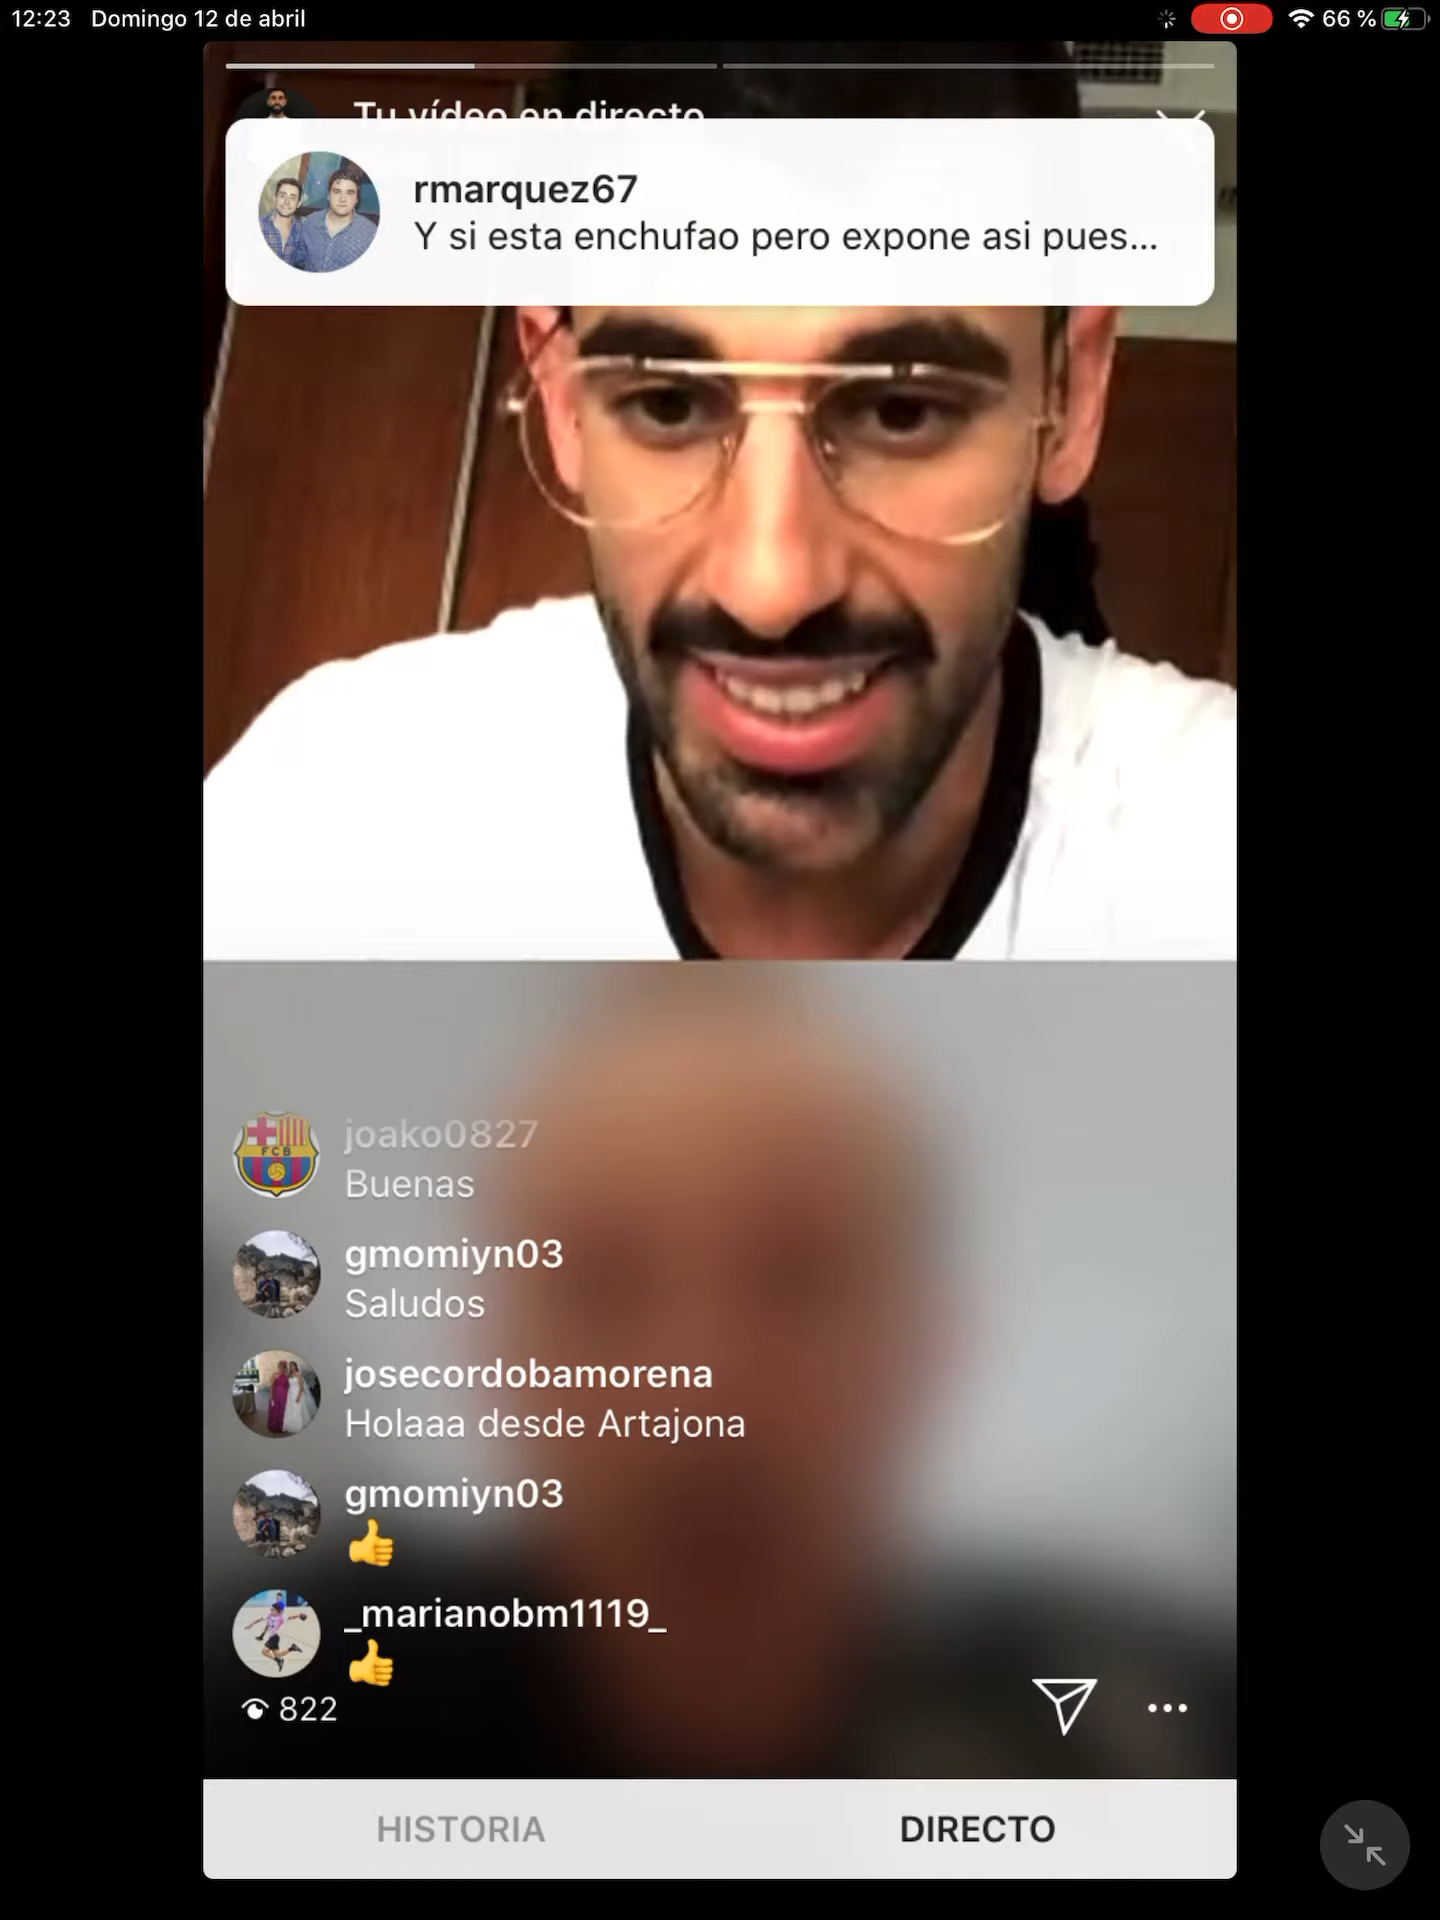 12:23 Domingo 12 de abril
66 %
Tu vídeo en directo
rmarquez67
Y si esta enchufao pero expone asi pues...
FCB
joako0827
Buenas
gmomiyn03
Saludos
josecordobamorena
Holaaa desde Artajona
gmomiyn03
👍
_marianobm1119_
👍
822
HISTORIA
DIRECTO